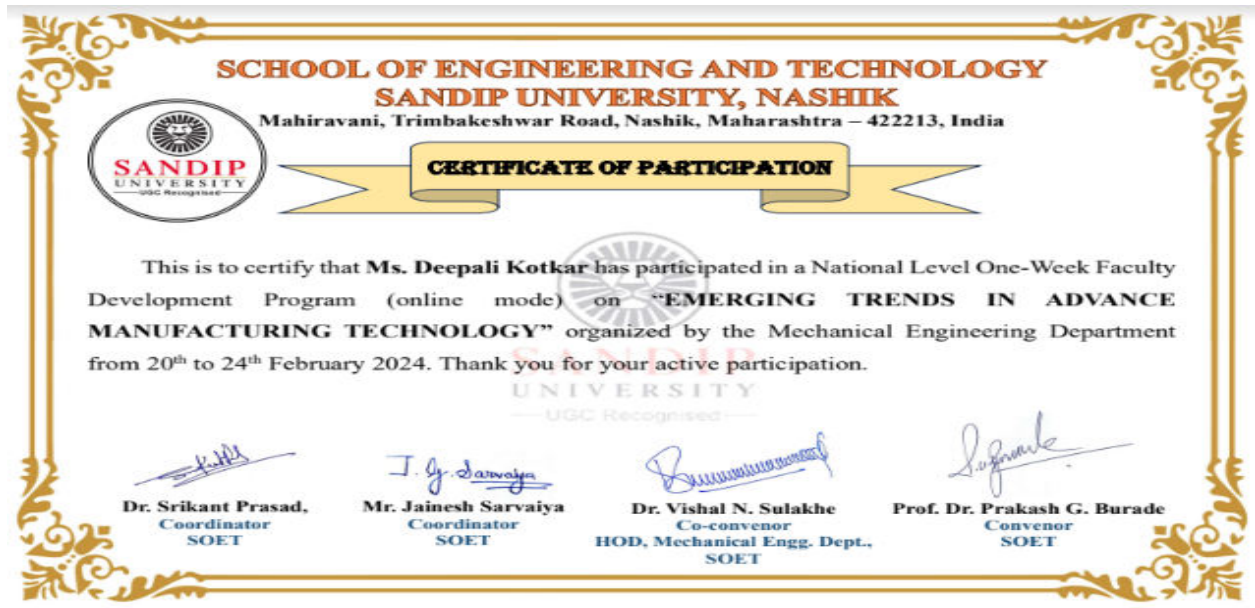 SCHOOL OF ENGINEERING AND TECHNOLOGY
SANDIP UNIVERSITY, NASHIK
Mahiravani, Trimbakeshwar Road, Nashik, Maharashtra – 422213, India
SANDIP
UNIVERSITY
UGC Recognised
CERTIFICATE OF PARTICIPATION
This is to certify that Ms. Deepali Kotkar has participated in a National Level One-Week Faculty
Development Program (online mode) on “EMERGING TRENDS IN ADVANCE
MANUFACTURING TECHNOLOGY” organized by the Mechanical Engineering Department
from 20th to 24th February 2024. Thank you for your active participation.
SANDIP
UNIVERSITY
UGC Recognised
J. G. Sarvaiya
Dr. Srikant Prasad,
Coordinator
SOET
Mr. Jainesh Sarvaiya
Coordinator
SOET
Dr. Vishal N. Sulakhe
Co-convenor
HOD, Mechanical Engg. Dept.,
SOET
Prof. Dr. Prakash G. Burade
Convenor
SOET